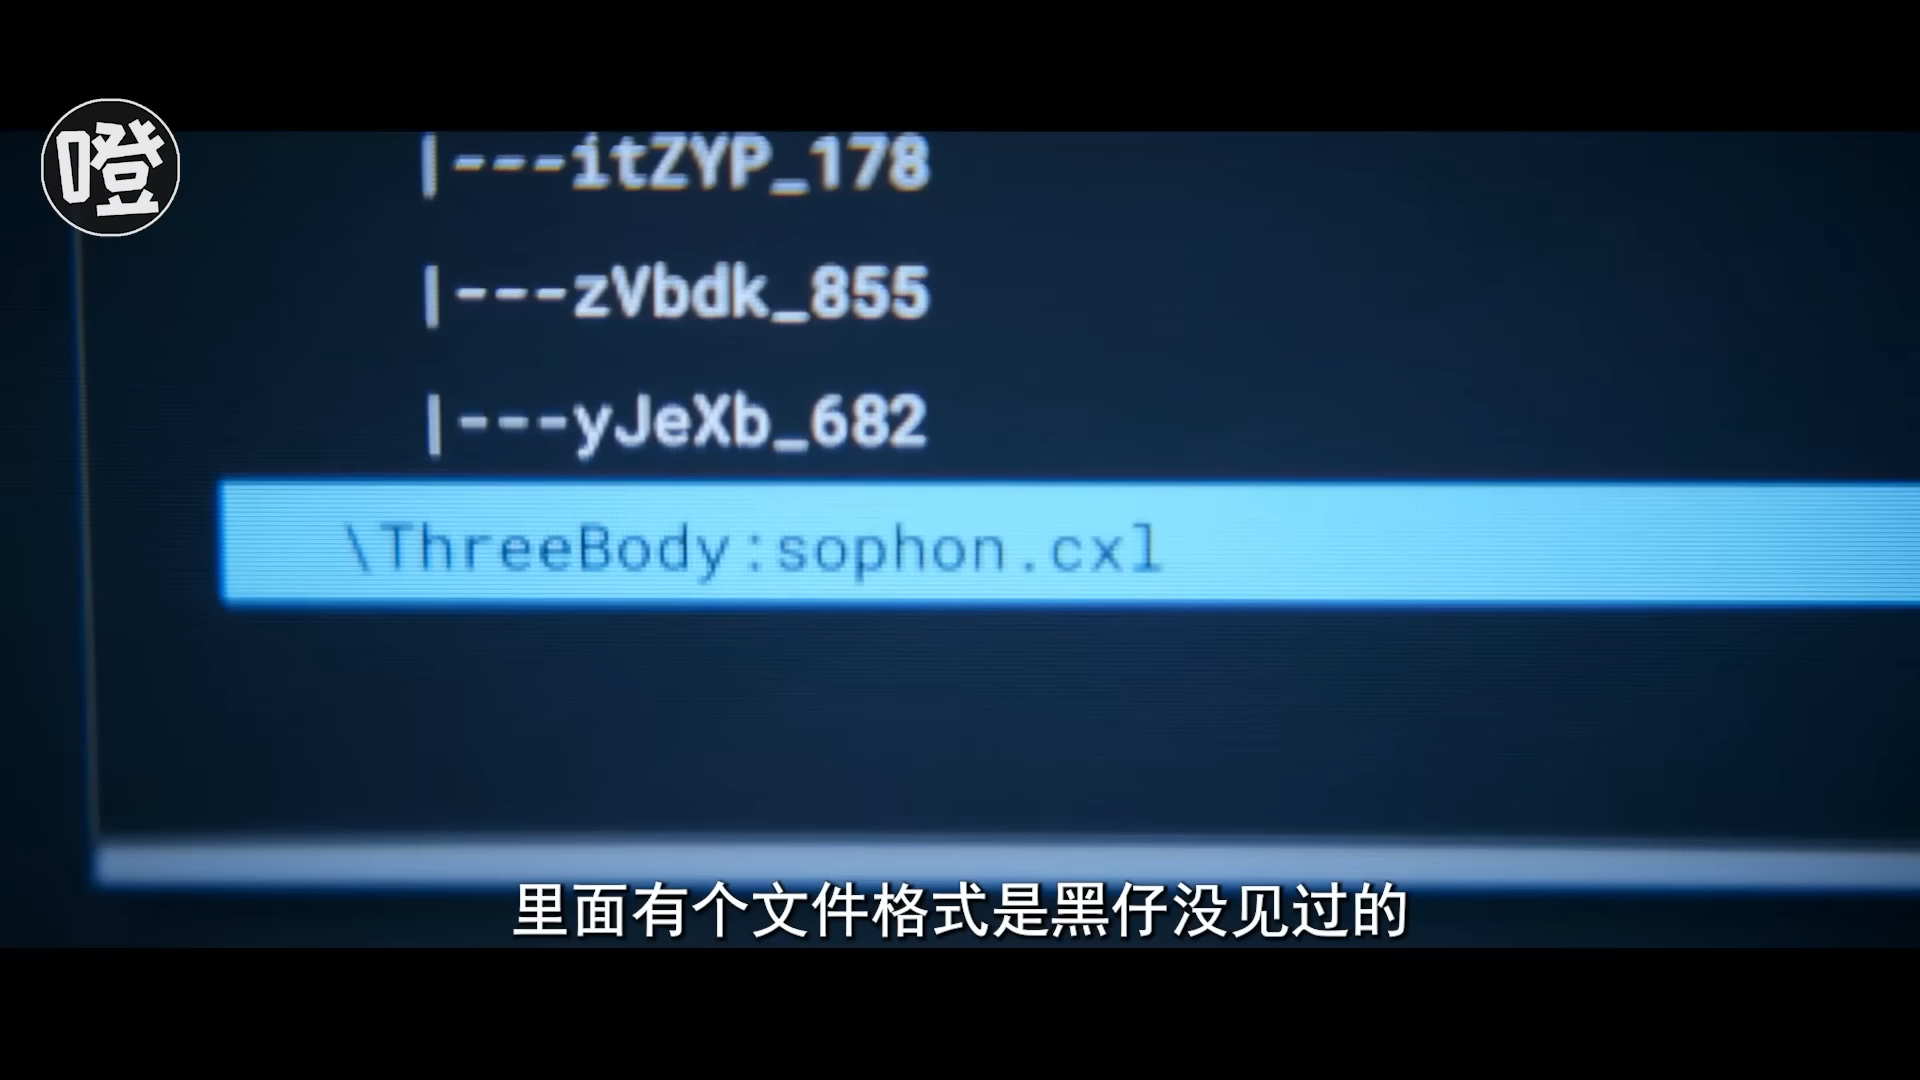 噔
|---itZYP_178
|---zVbdk_855
|---yJeXb_682
\ThreeBody:sophon.cxl
里面有个文件格式是黑仔没见过的